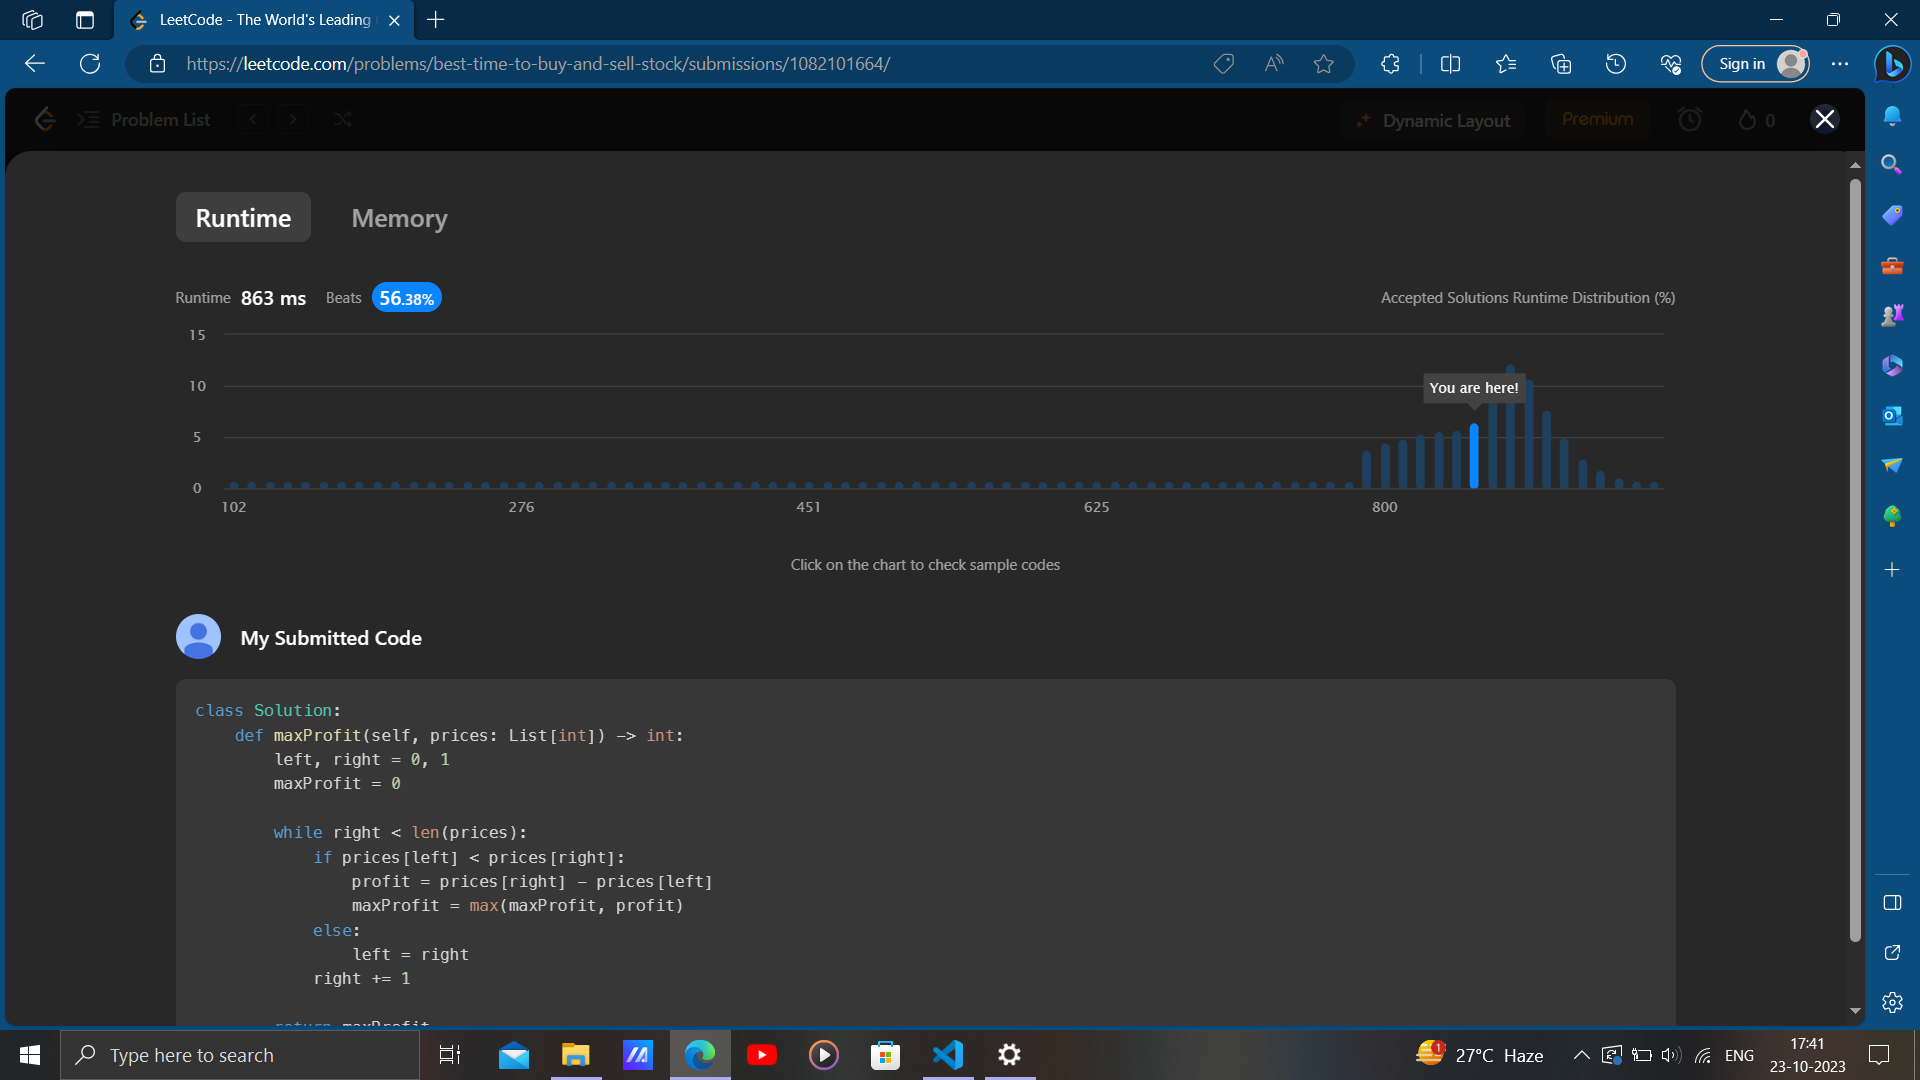 LeetCode - The World's Leading
https://leetcode.com/problems/best-time-to-buy-and-sell-stock/submissions/1082101664/
Sign in
Problem List
Dynamic Layout
Premium
0
Runtime
Memory
Runtime 863 ms Beats 56.38%
Accepted Solutions Runtime Distribution (%)
15
10
5
0
You are here!
102 276 451 625 800
Click on the chart to check sample codes
My Submitted Code
class Solution:
    def maxProfit(self, prices: List[int]) -> int:
        left, right = 0, 1
        maxProfit = 0
        while right < len(prices):
            if prices[left] < prices[right]:
                profit = prices[right] - prices[left]
                maxProfit = max(maxProfit, profit)
            else:
                left = right
            right += 1
        return maxProfit
Type here to search
1
27°C Haze
ENG
17:41
23-10-2023